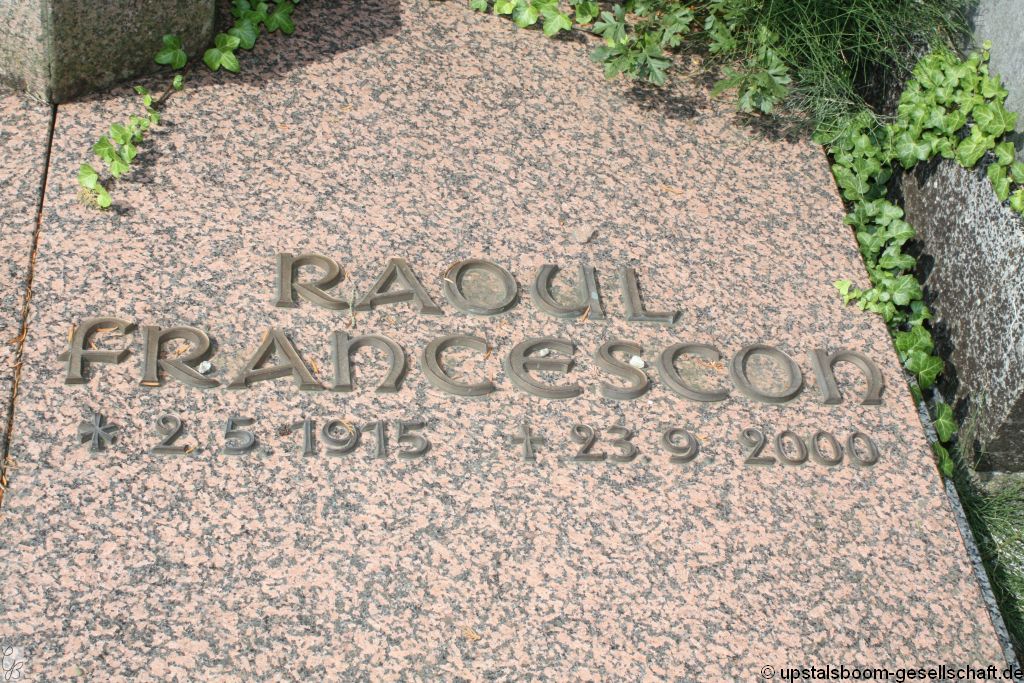 RAOUL
FRANCESCON
* 2.5.1915 † 23.9.2000
© upstalsboom-gesellschaft.de